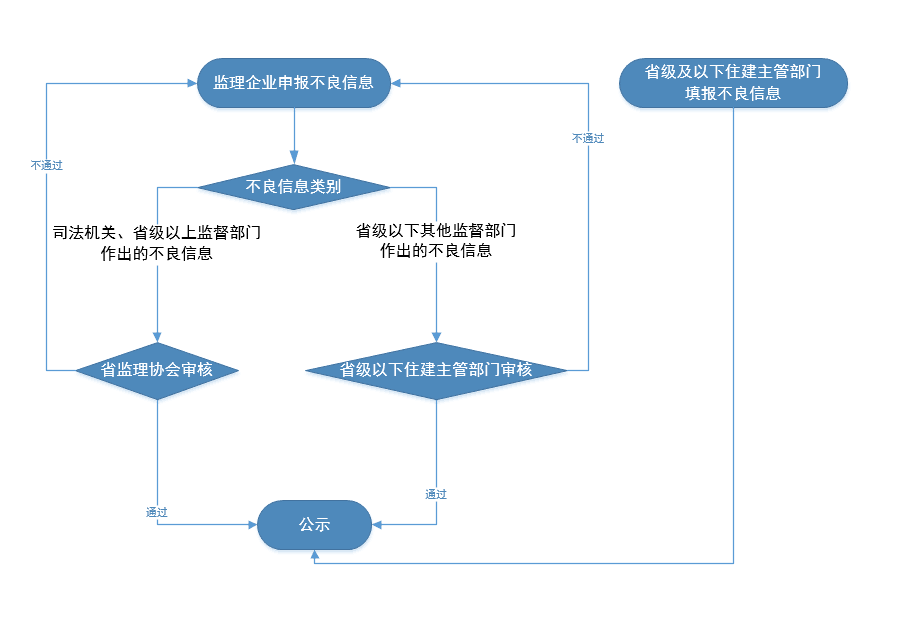 监理企业申报不良信息
省级及以下住建主管部门
填报不良信息
不通过
不通过
不良信息类别
司法机关、省级以上监督部门
作出的不良信息
省级以下其他监督部门
作出的不良信息
省监理协会审核
省级以下住建主管部门审核
通过
通过
公示